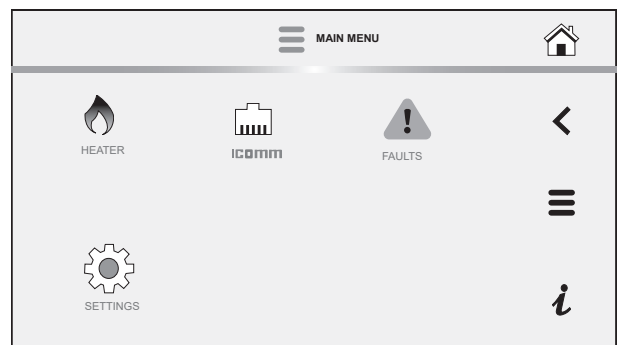 MAIN MENU
HEATER
ICOMM
FAULTS
SETTINGS
i